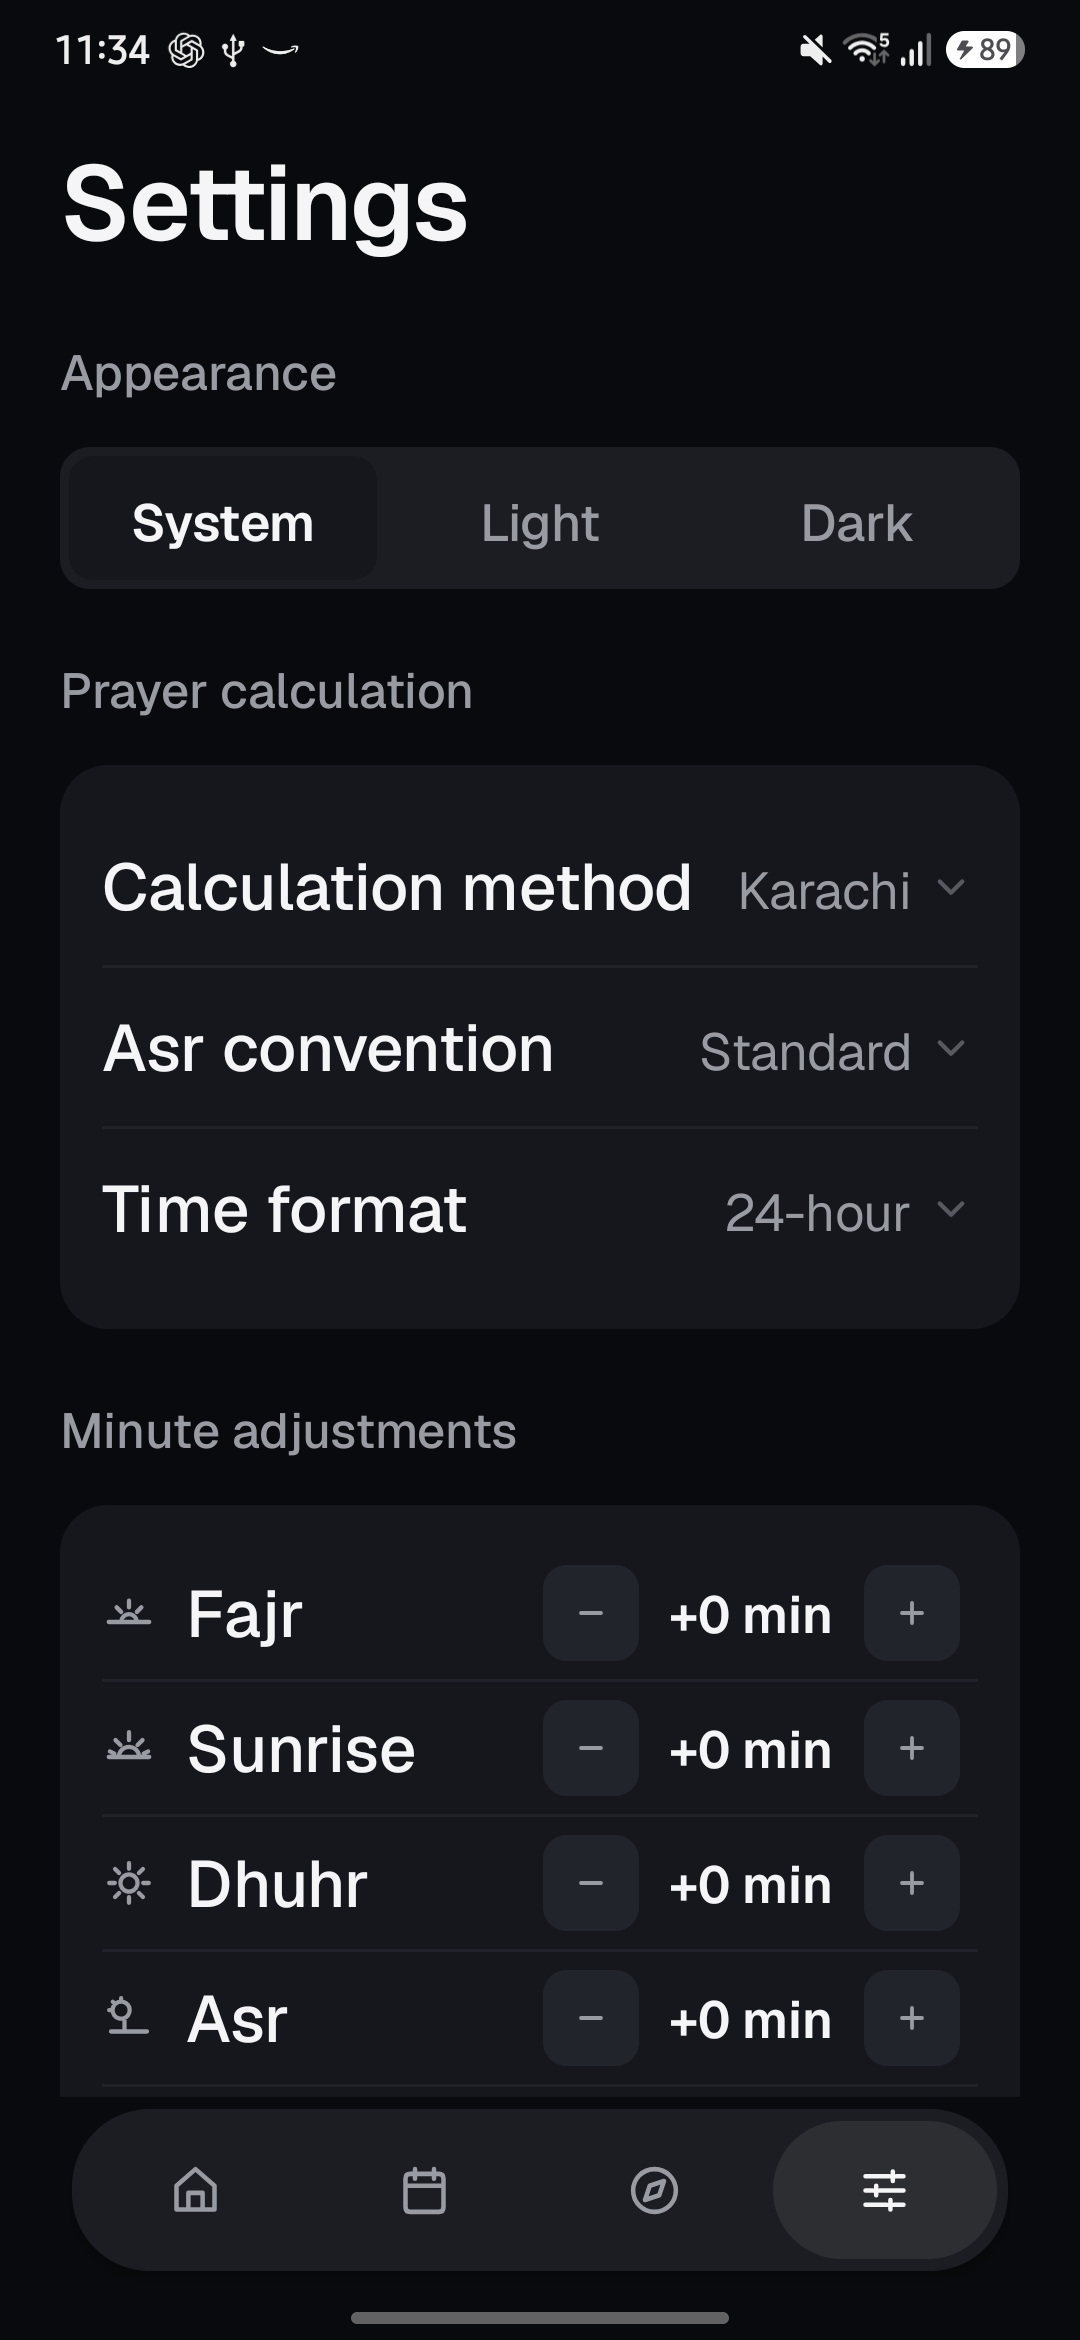 11:34
5
89
Settings
Appearance
System Light Dark
Prayer calculation
Calculation method Karachi
Asr convention Standard
Time format 24-hour
Minute adjustments
Fajr − +0 min +
Sunrise − +0 min +
Dhuhr − +0 min +
Asr − +0 min +